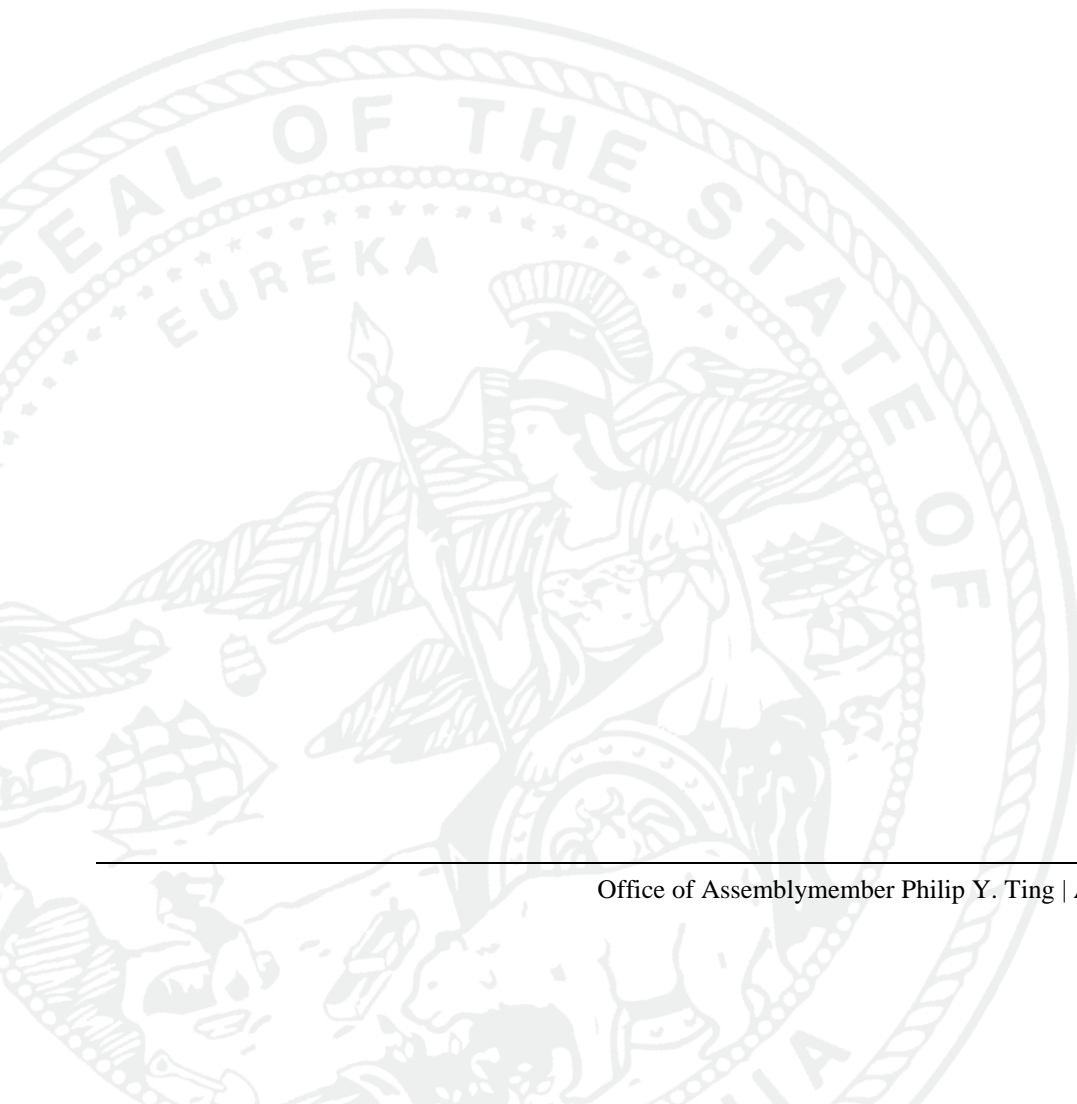 SEAL OF THE STATE OF
EUREKA
Office of Assemblymember Philip Y. Ting |